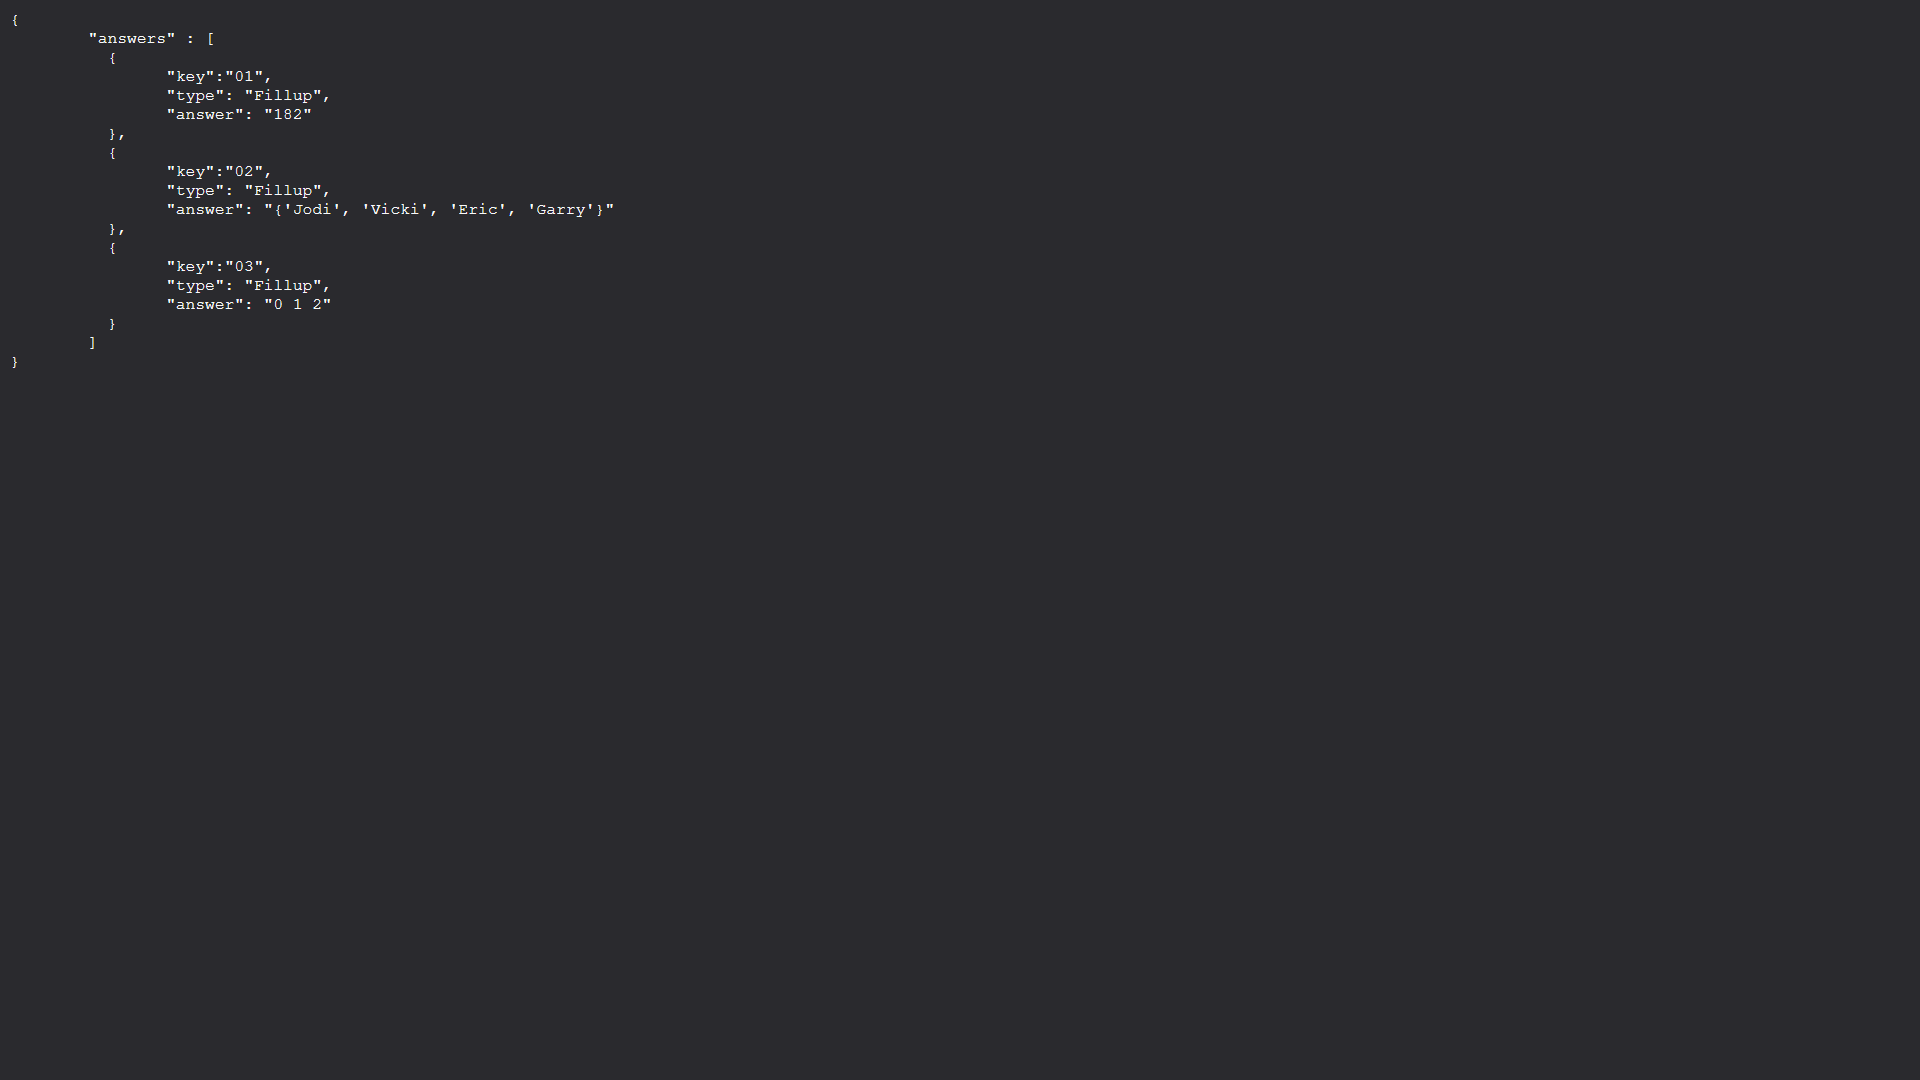 {
"answers" : [
{
"key":"01",
"type": "Fillup",
"answer": "182"
},
{
"key":"02",
"type": "Fillup",
"answer": "{'Jodi', 'Vicki', 'Eric', 'Garry'}"
},
{
"key":"03",
"type": "Fillup",
"answer": "0 1 2"
}
]
}